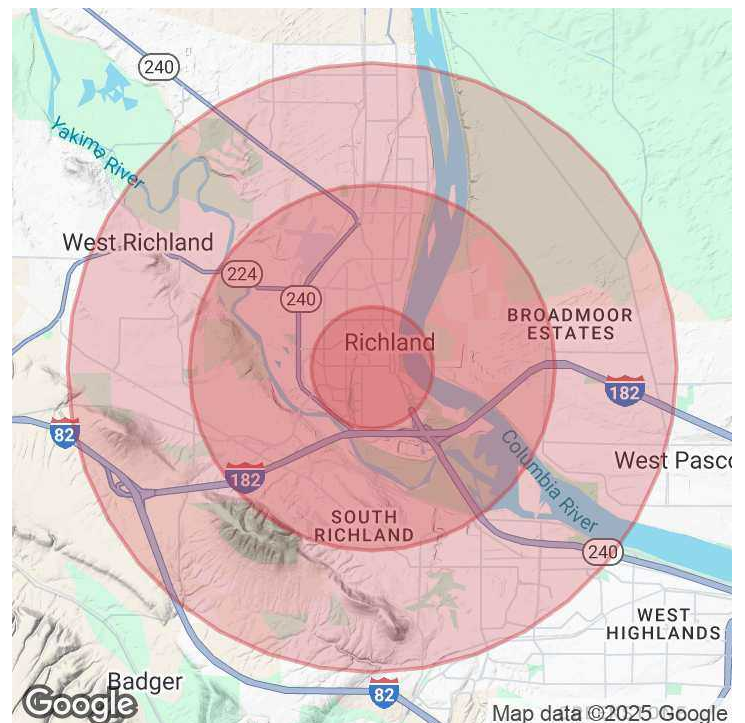 240
Yakima River
West Richland
224
240
Richland
BROADMOOR
ESTATES
182
82
West Pasco
182
Columbia River
SOUTH
RICHLAND
240
WEST
HIGHLANDS
Badger
82
Google
Map data ©2025 Google